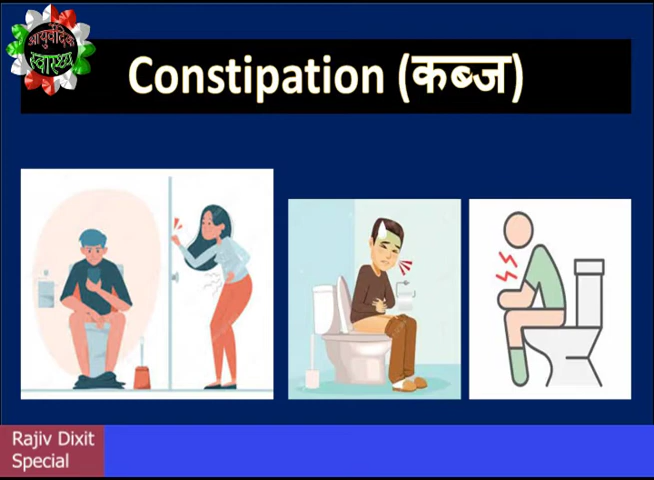 आयुर्वेदिक
स्वास्थ्य
Constipation (कब्ज)
Rajiv Dixit
Special